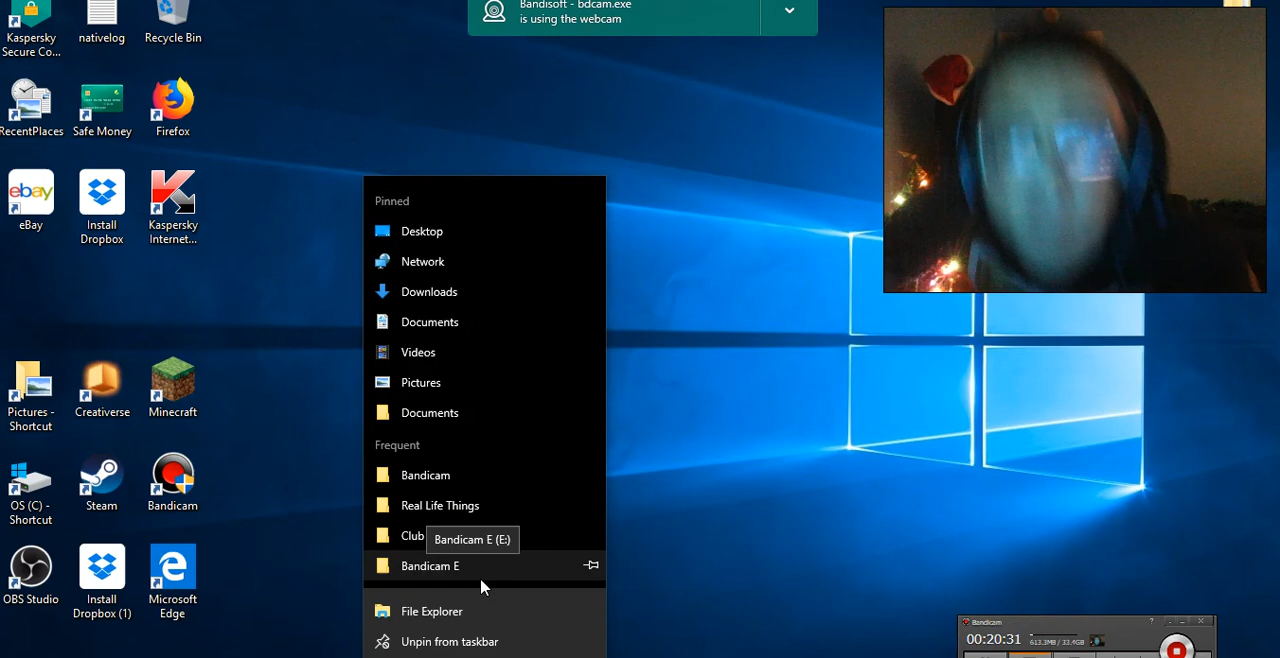 Bandisoft - bdcam.exe
is using the webcam
Kaspersky
Secure Co...
nativelog
Recycle Bin
RecentPlaces
Safe Money
Firefox
ebay
eBay
Install
Dropbox
Kaspersky
Internet...
Pictures -
Shortcut
Creativerse
Minecraft
OS (C) -
Shortcut
Steam
Bandicam
OBS Studio
Install
Dropbox (1)
Microsoft
Edge
Pinned
Desktop
Network
Downloads
Documents
Videos
Pictures
Documents
Frequent
Bandicam
Real Life Things
Club
Bandicam E (E:)
Bandicam E
File Explorer
Unpin from taskbar
Bandicam
00:20:31
613.3MB / 33.4GB